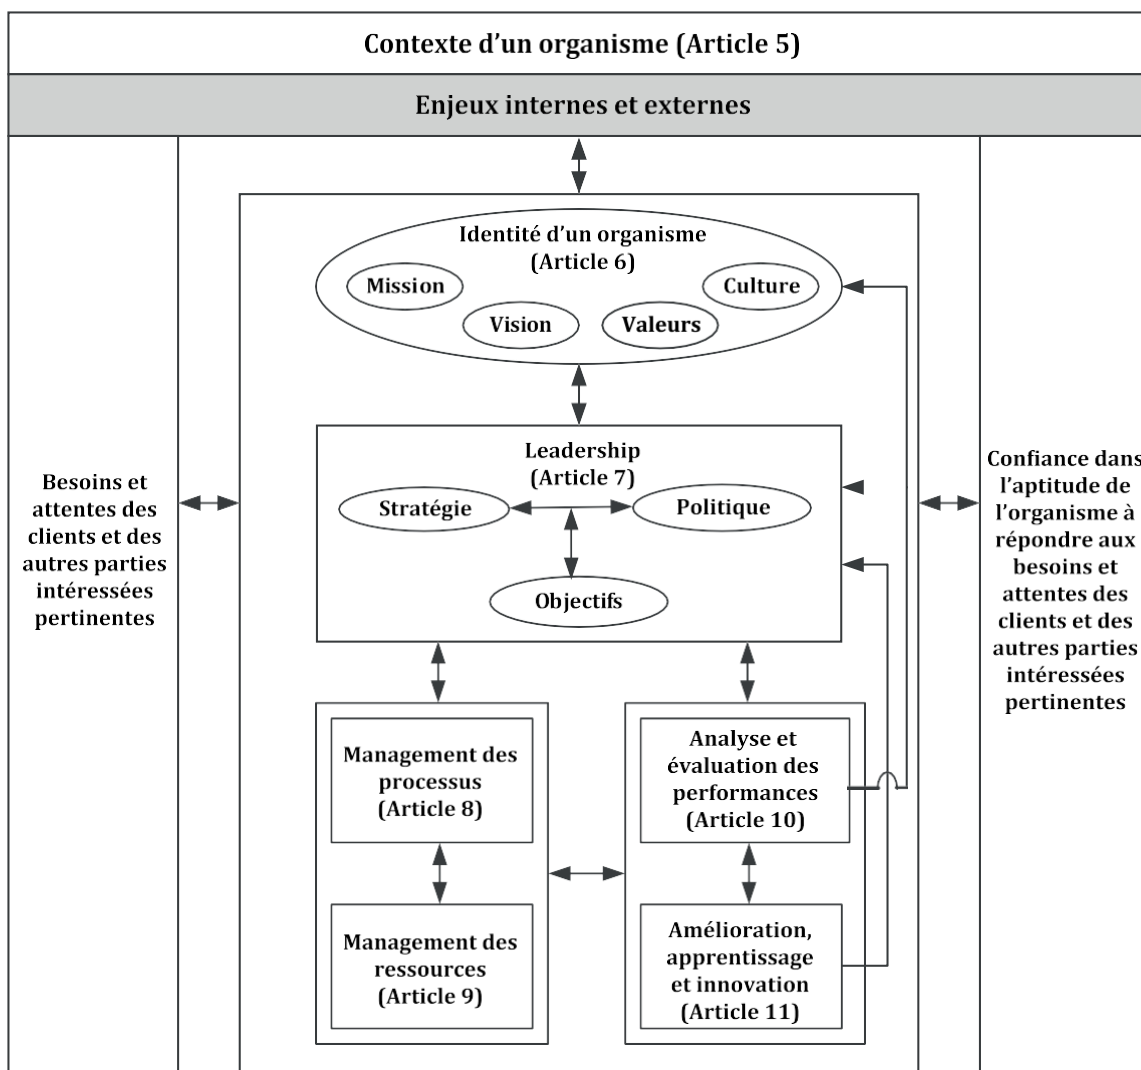 Contexte d’un organisme (Article 5)
Enjeux internes et externes
Besoins et
attentes des
clients et des
autres parties
intéressées
pertinentes
Identité d’un organisme
(Article 6)
Mission
Vision
Valeurs
Culture
Leadership
(Article 7)
Stratégie
Politique
Objectifs
Management des
processus
(Article 8)
Management des
ressources
(Article 9)
Analyse et
évaluation des
performances
(Article 10)
Amélioration,
apprentissage
et innovation
(Article 11)
Confiance dans
l’aptitude de
l’organisme à
répondre aux
besoins et
attentes des
clients et des
autres parties
intéressées
pertinentes